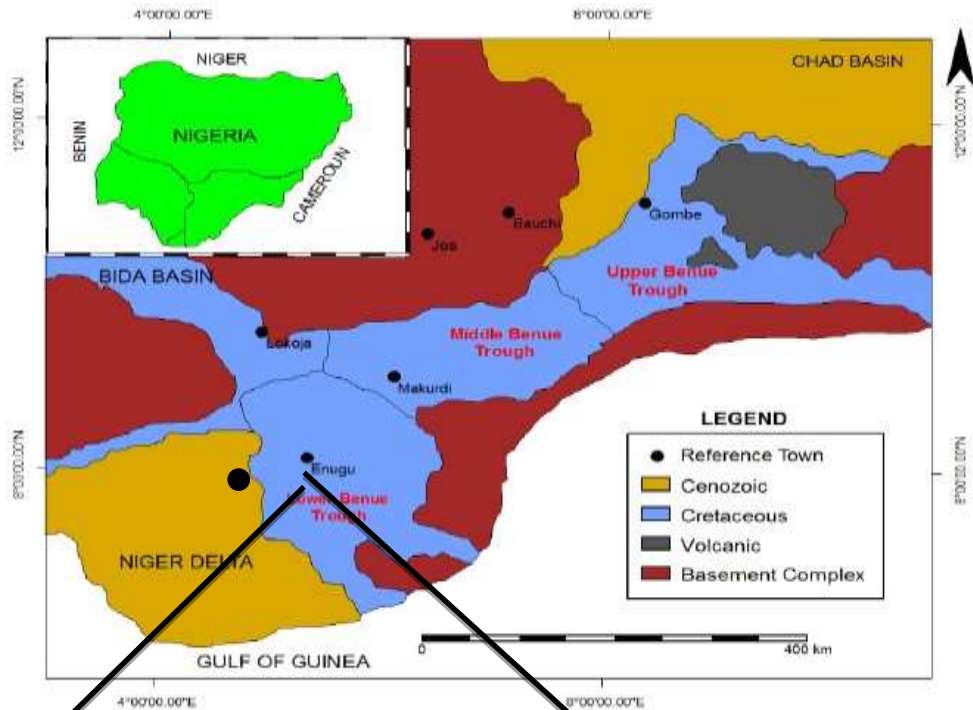 4°00'00.00"E
8°00'00.00"E
NIGER
CHAD BASIN
12°00'00.00"N
12°00'00.00"N
BENIN
NIGERIA
CAMEROUN
Bauchi
Gombe
Jos
BIDA BASIN
Upper Benue
Trough
Lokoja
Middle Benue
Trough
Makurdi
LEGEND
Reference Town
8°00'00.00"N
8°00'00.00"N
Enugu
Cenozoic
Lower Benue
Trough
Cretaceous
Volcanic
NIGER DELTA
Basement Complex
0
400 km
GULF OF GUINEA
4°00'00.00"E
8°00'00.00"E